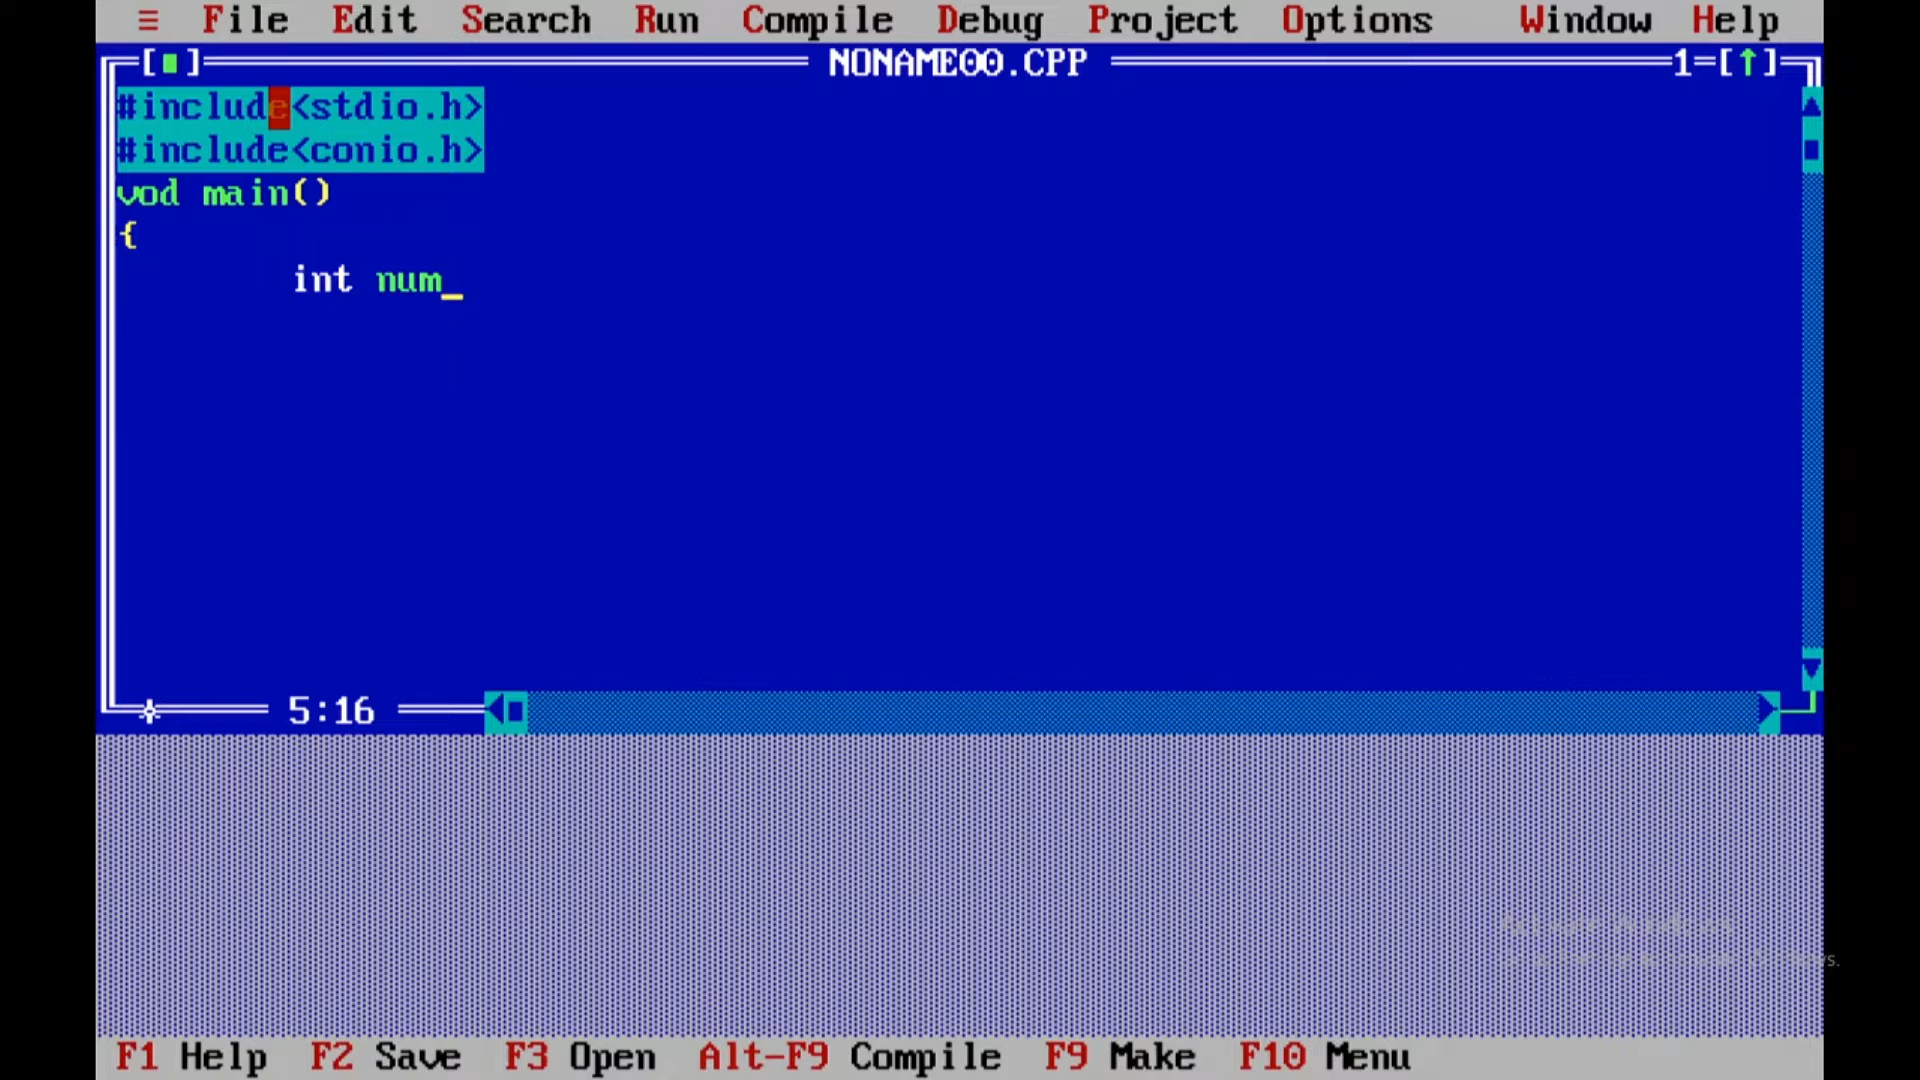 ≡ File Edit Search Run Compile Debug Project Options Window Help
[■] NONAME00.CPP 1=[↑]
#include<stdio.h>
#include<conio.h>
vod main()
{
int num_
5:16
F1 Help F2 Save F3 Open Alt-F9 Compile F9 Make F10 Menu